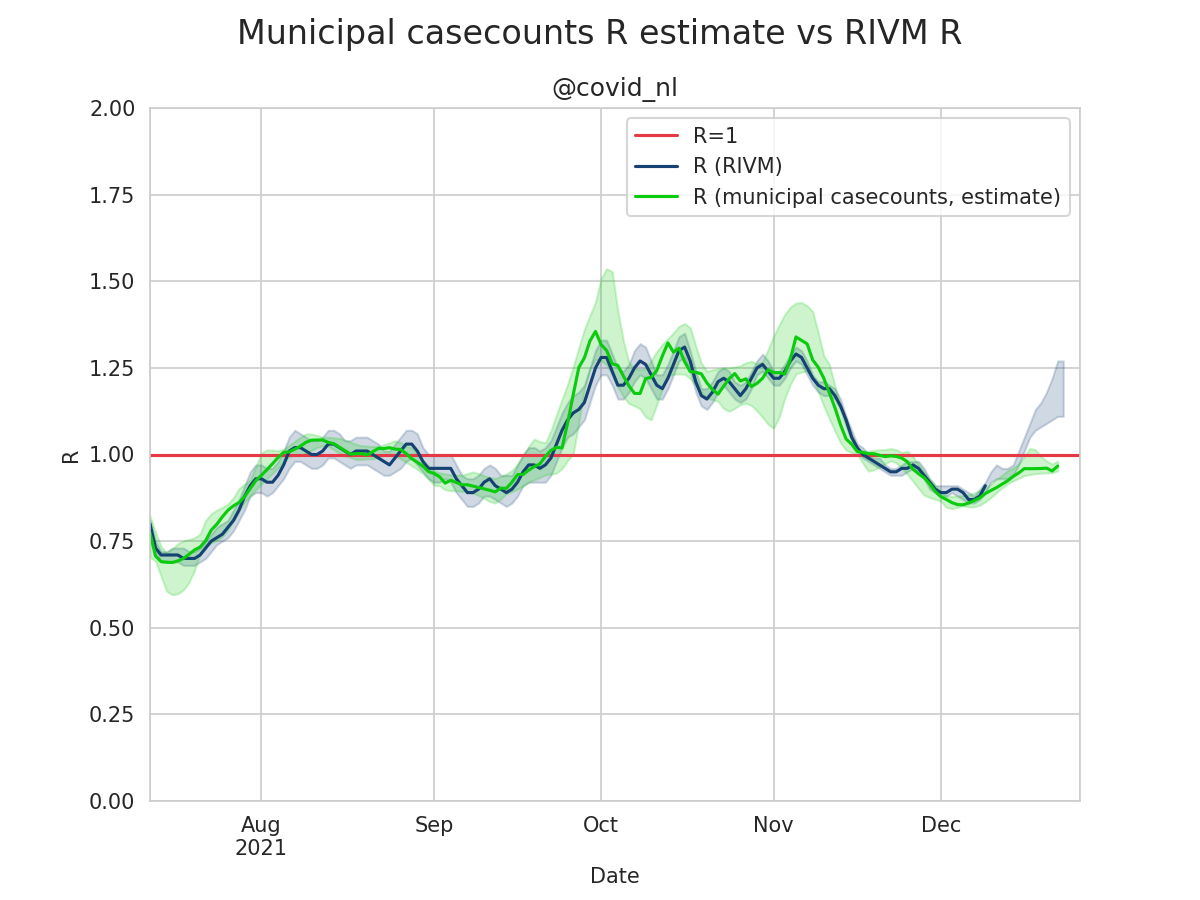 Municipal casecounts R estimate vs RIVM R
@covid_nl
2.00
1.75
1.50
1.25
1.00
0.75
0.50
0.25
0.00
R
R=1
R (RIVM)
R (municipal casecounts, estimate)
Aug Sep Oct Nov Dec
2021
Date